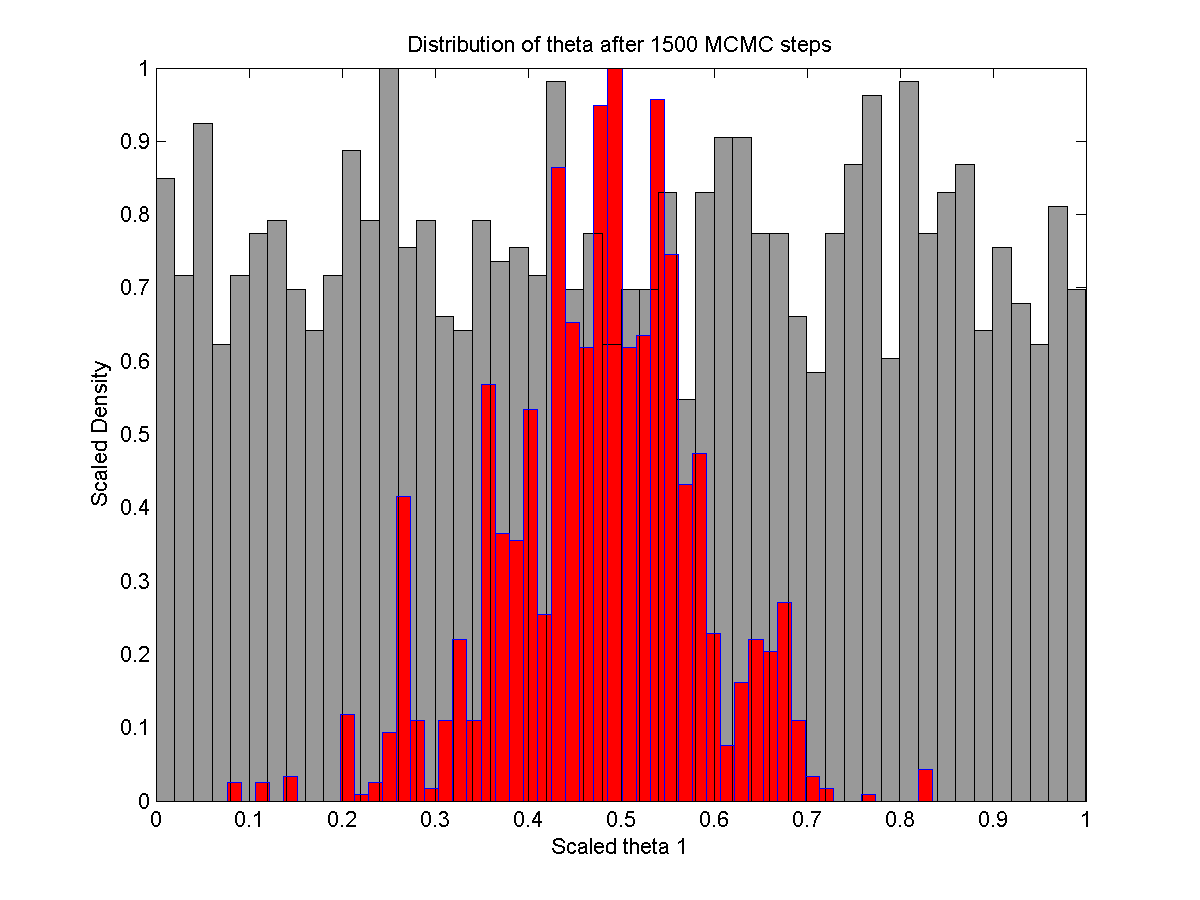 Distribution of theta after 1500 MCMC steps
1
0.9
0.8
0.7
0.6
0.5
0.4
0.3
0.2
0.1
0
Scaled Density
0 0.1 0.2 0.3 0.4 0.5 0.6 0.7 0.8 0.9 1
Scaled theta 1